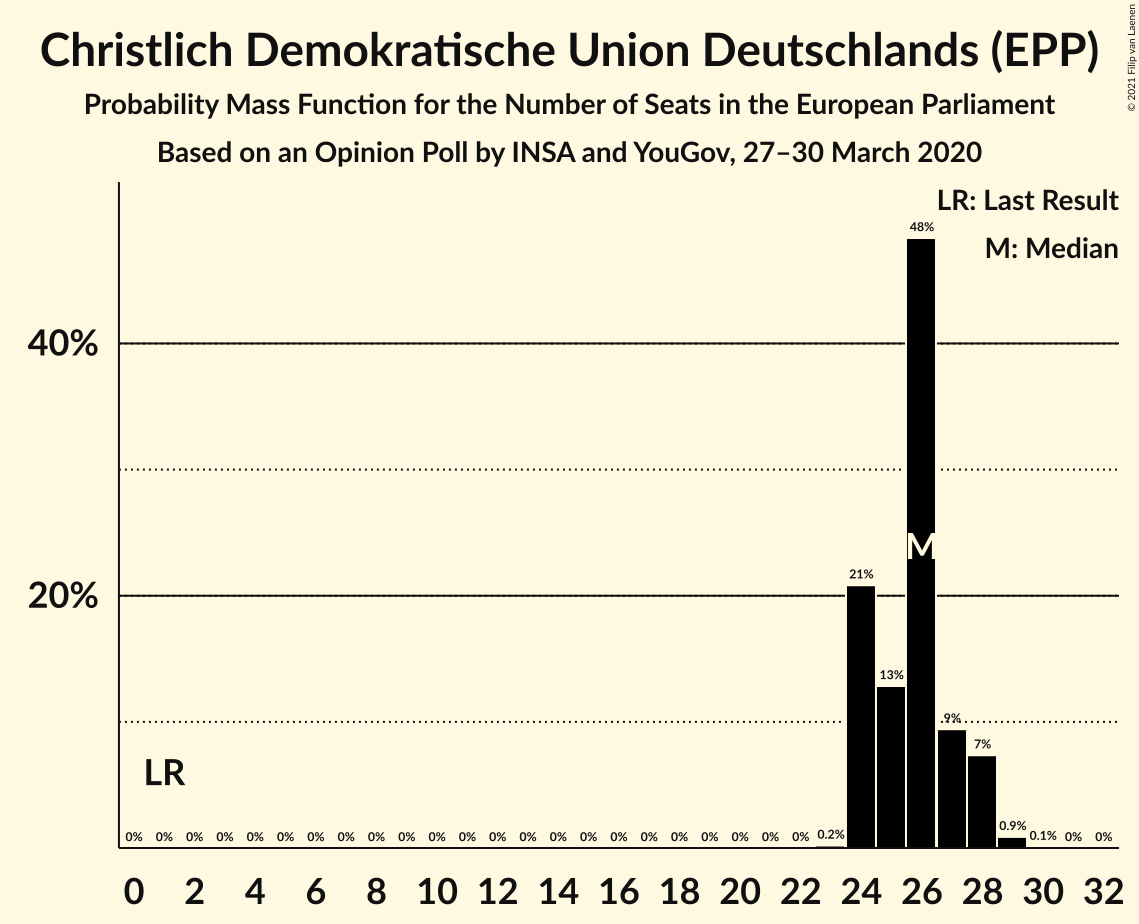 Christlich Demokratische Union Deutschlands (EPP)
Probability Mass Function for the Number of Seats in the European Parliament
Based on an Opinion Poll by INSA and YouGov, 27–30 March 2020
© 2021 Filip van Laenen
LR: Last Result
M: Median
48%
40%
M
21%
20%
13%
9%
7%
LR
0% 0% 0% 0% 0% 0% 0% 0% 0% 0% 0% 0% 0% 0% 0% 0% 0% 0% 0% 0% 0% 0% 0% 0.2% 0.9% 0.1% 0% 0%
0 2 4 6 8 10 12 14 16 18 20 22 24 26 28 30 32